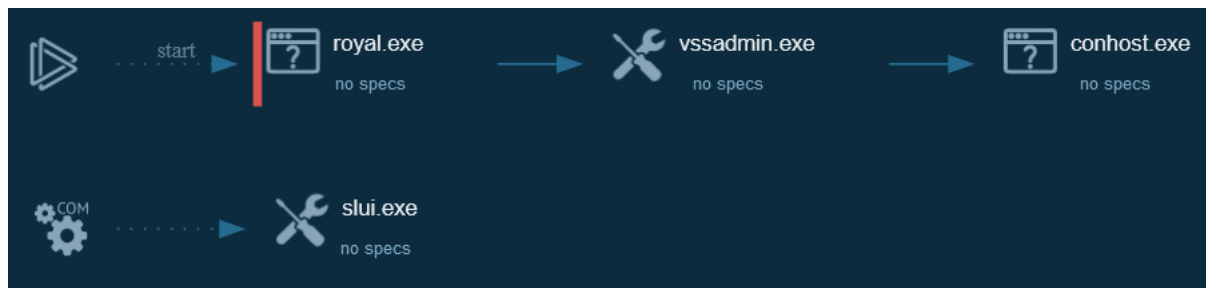 start
royal.exe
no specs
vssadmin.exe
no specs
conhost.exe
no specs
COM
slui.exe
no specs